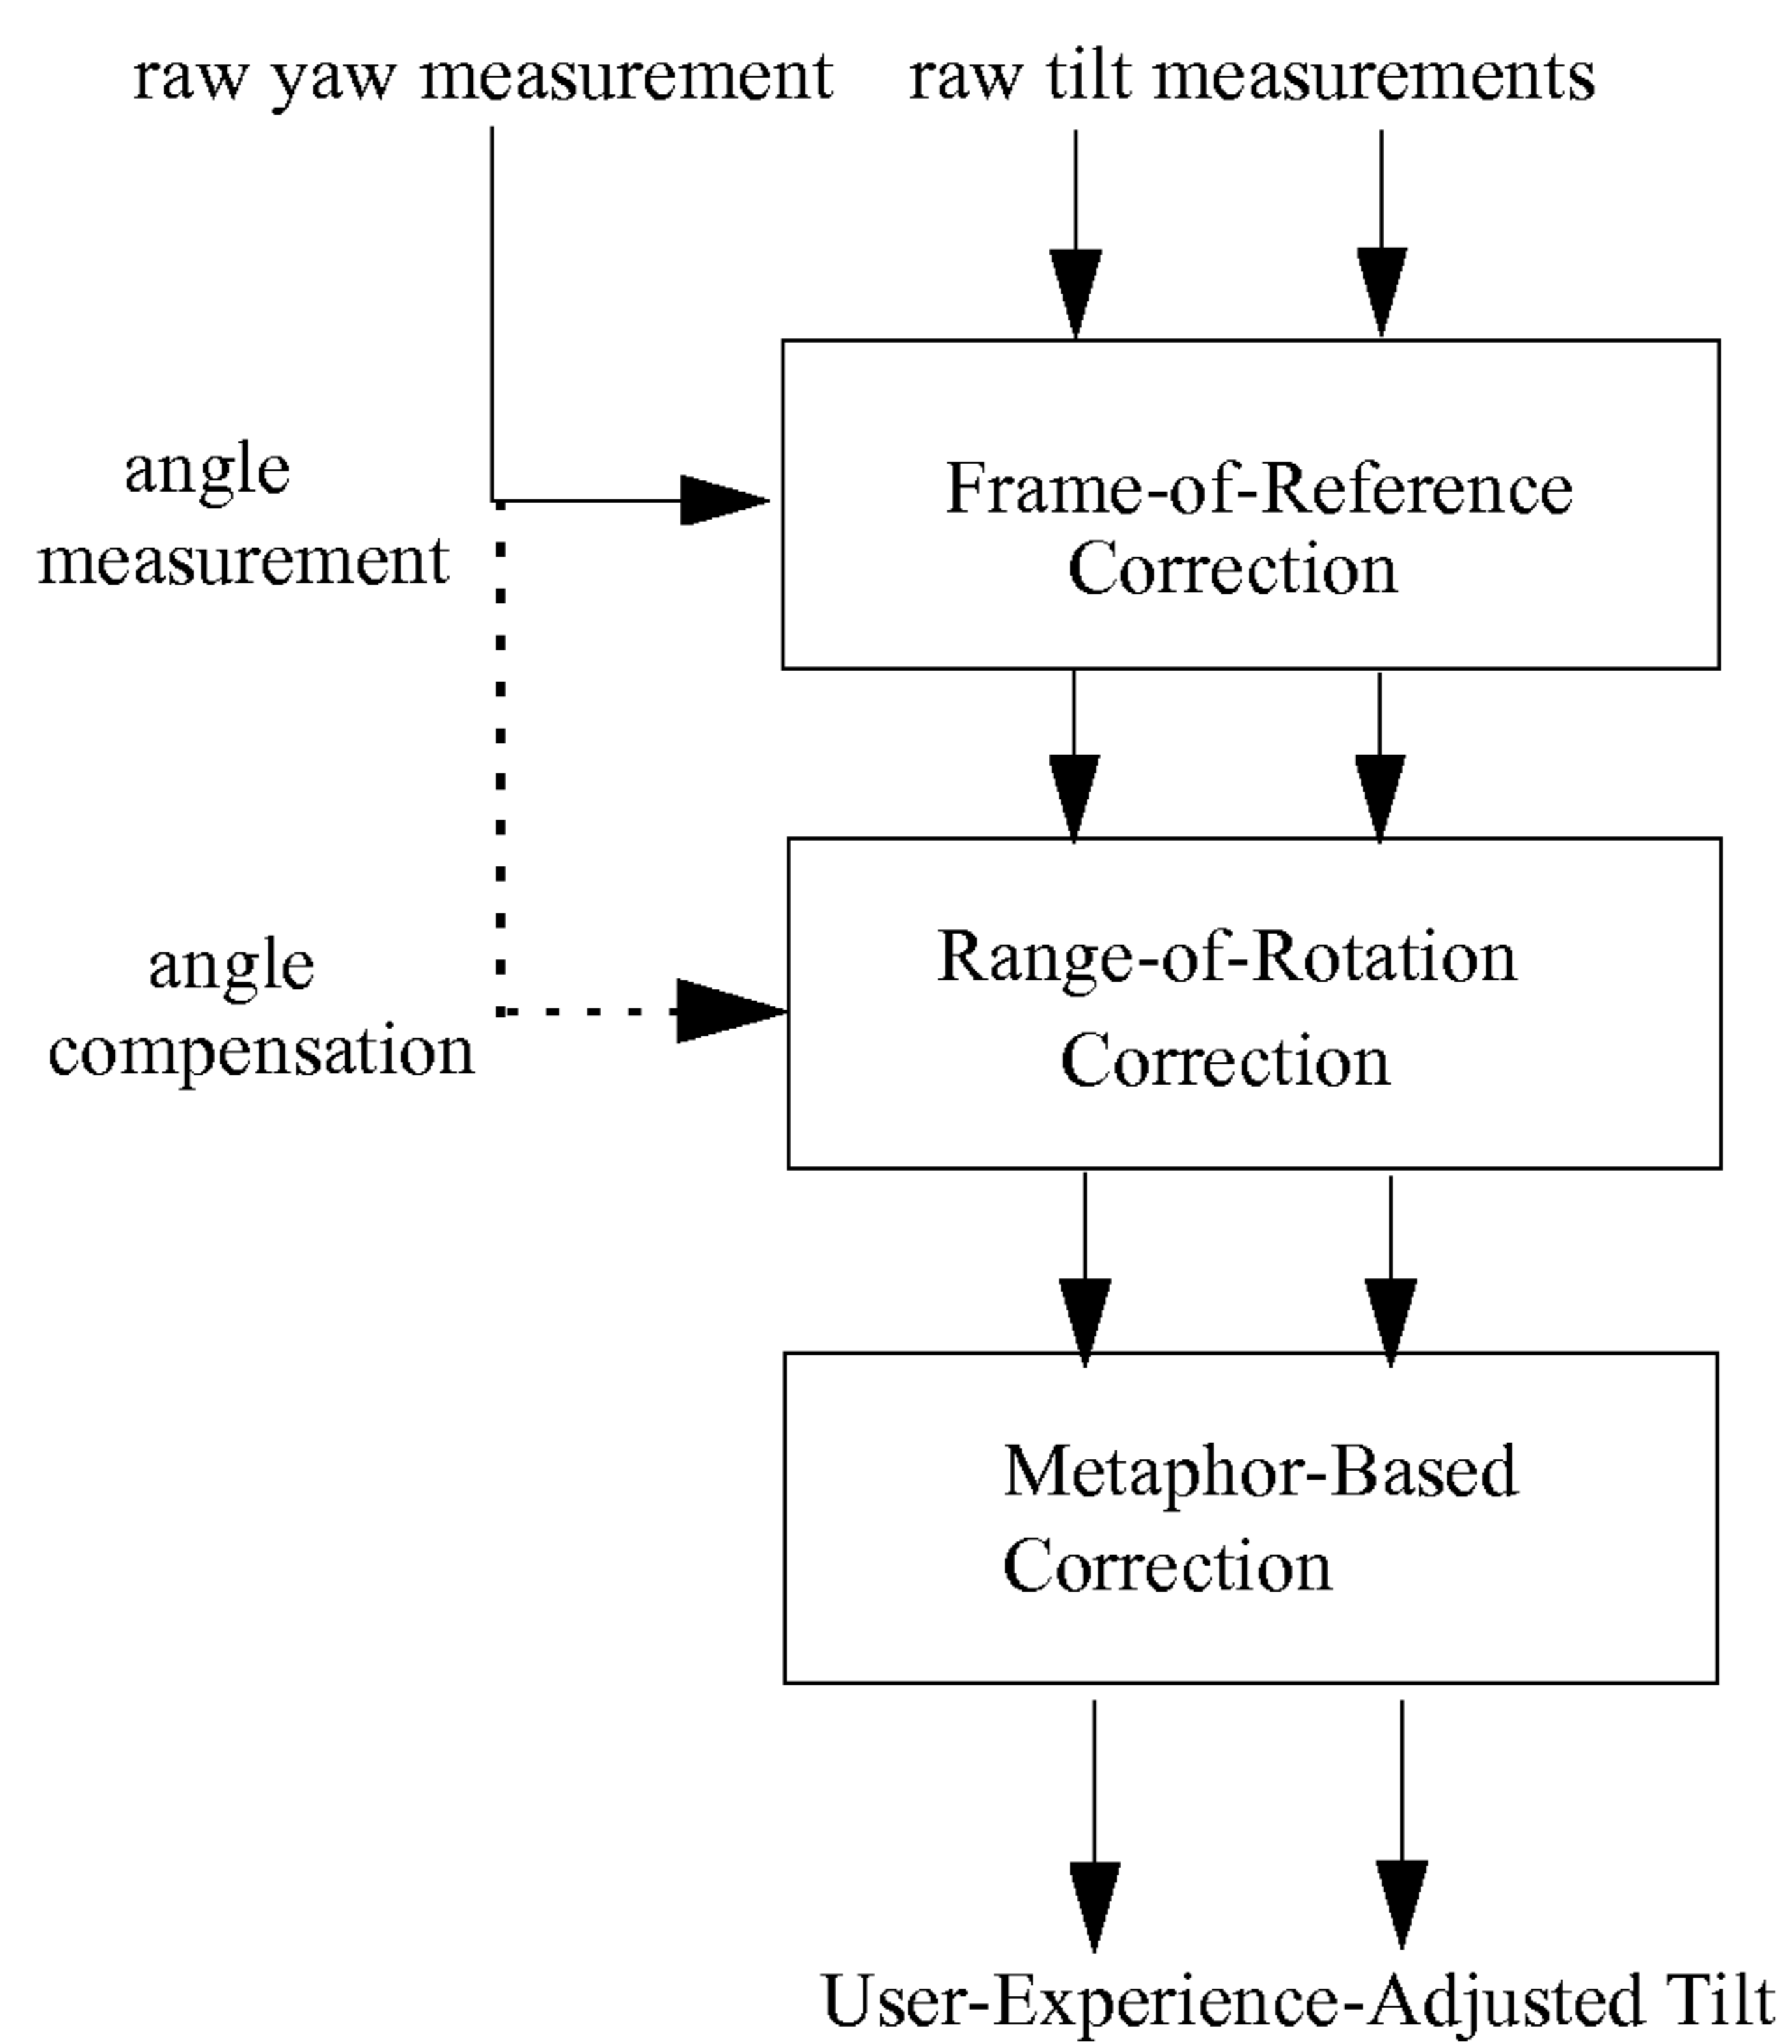 raw yaw measurement
raw tilt measurements
angle
measurement
Frame-of-Reference
Correction
angle
compensation
Range-of-Rotation
Correction
Metaphor-Based
Correction
User-Experience-Adjusted Tilt